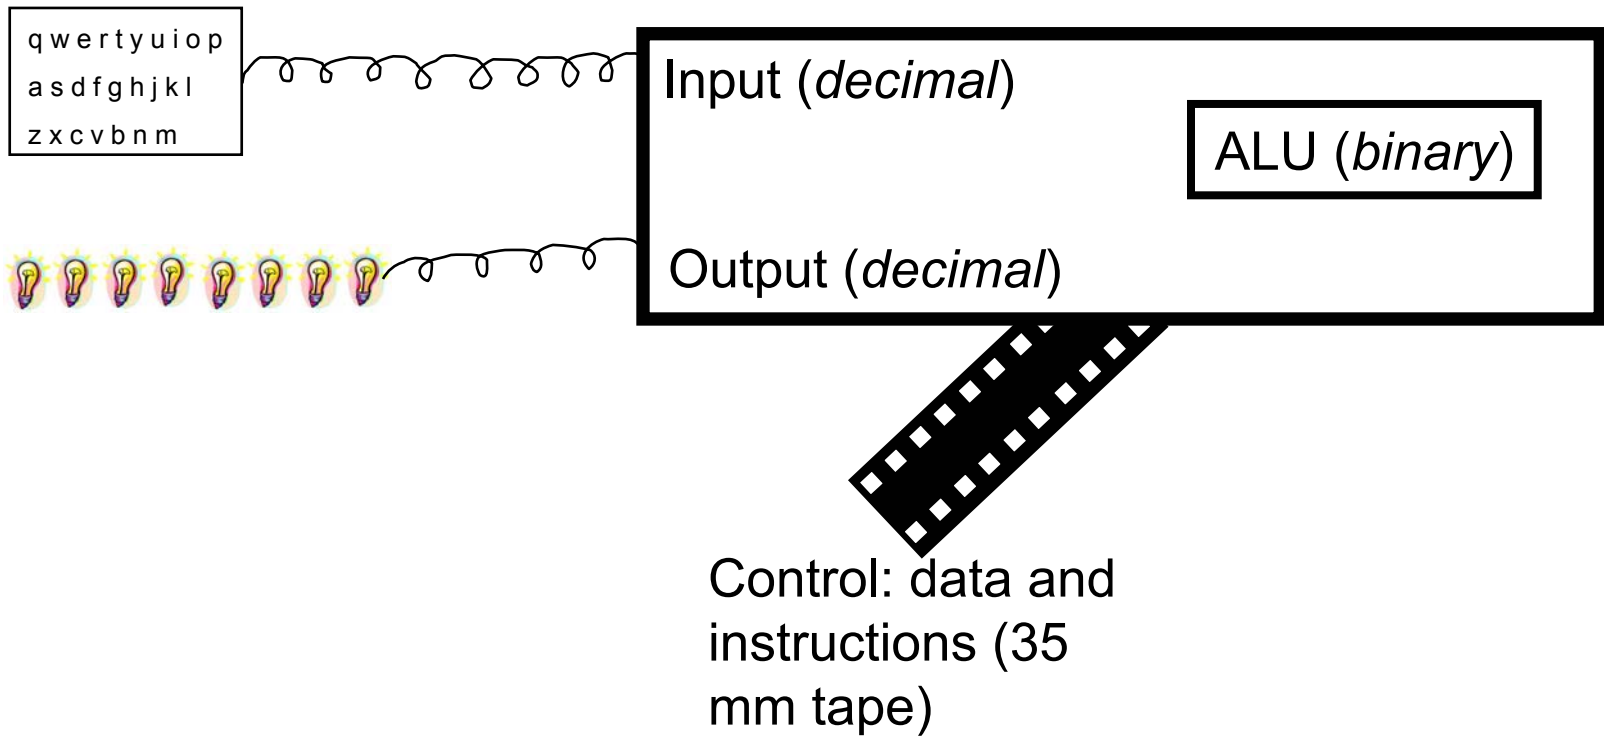 q w e r t y u i o p
a s d f g h j k l
z x c v b n m
Input (decimal)
ALU (binary)
Output (decimal)
Control: data and
instructions (35
mm tape)